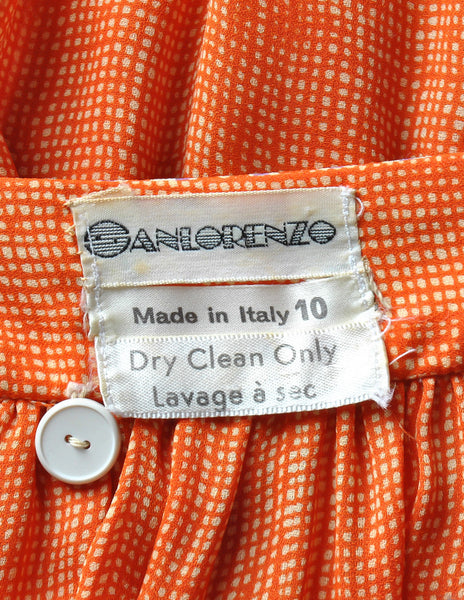 SANLORENZO
Made in Italy 10
Dry Clean Only
Lavage à sec